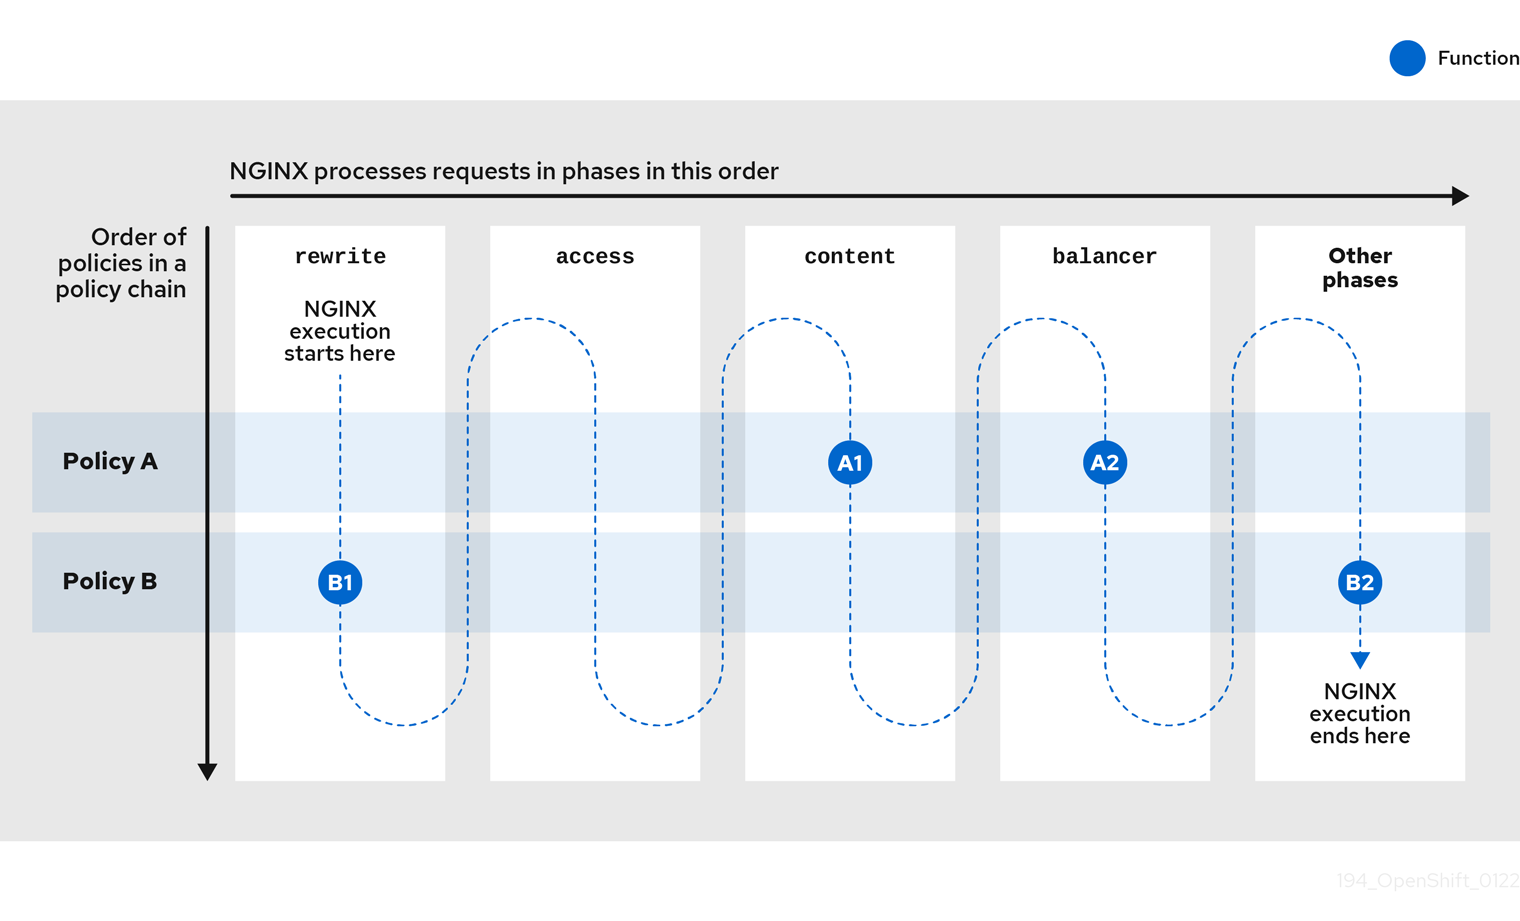 Function
NGINX processes requests in phases in this order
Order of
policies in a
policy chain
rewrite
access
content
balancer
Other
phases
NGINX
execution
starts here
Policy A
A1
A2
Policy B
B1
B2
NGINX
execution
ends here
194_OpenShift_0122